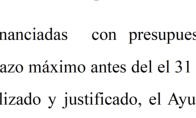 nanciadas con presupues
azo máximo antes del el 31
lizado y justificado, el Ayu